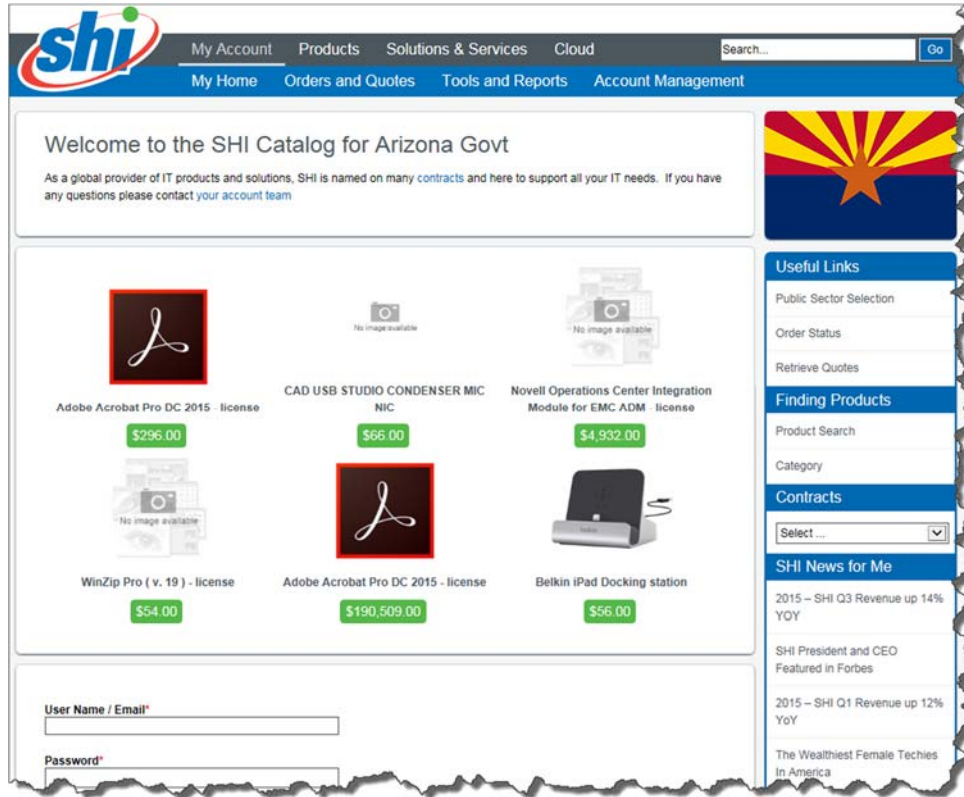 shi
My Account Products Solutions & Services Cloud Search... Go
My Home Orders and Quotes Tools and Reports Account Management
Welcome to the SHI Catalog for Arizona Govt
As a global provider of IT products and solutions, SHI is named on many contracts and here to support all your IT needs. If you have
any questions please contact your account team
No image available
No image available
Adobe Acrobat Pro DC 2015 - license
$296.00
CAD USB STUDIO CONDENSER MIC
NIC
$66.00
Novell Operations Center Integration
Module for EMC ADM - license
$4,932.00
No image available
WinZip Pro ( v. 19 ) - license
$54.00
Adobe Acrobat Pro DC 2015 - license
$190,509.00
belkin
Belkin iPad Docking station
$56.00
User Name / Email*
Password*
Useful Links
Public Sector Selection
Order Status
Retrieve Quotes
Finding Products
Product Search
Category
Contracts
Select ...
SHI News for Me
2015 – SHI Q3 Revenue up 14%
YOY
SHI President and CEO
Featured in Forbes
2015 – SHI Q1 Revenue up 12%
YoY
The Wealthiest Female Techies
In America